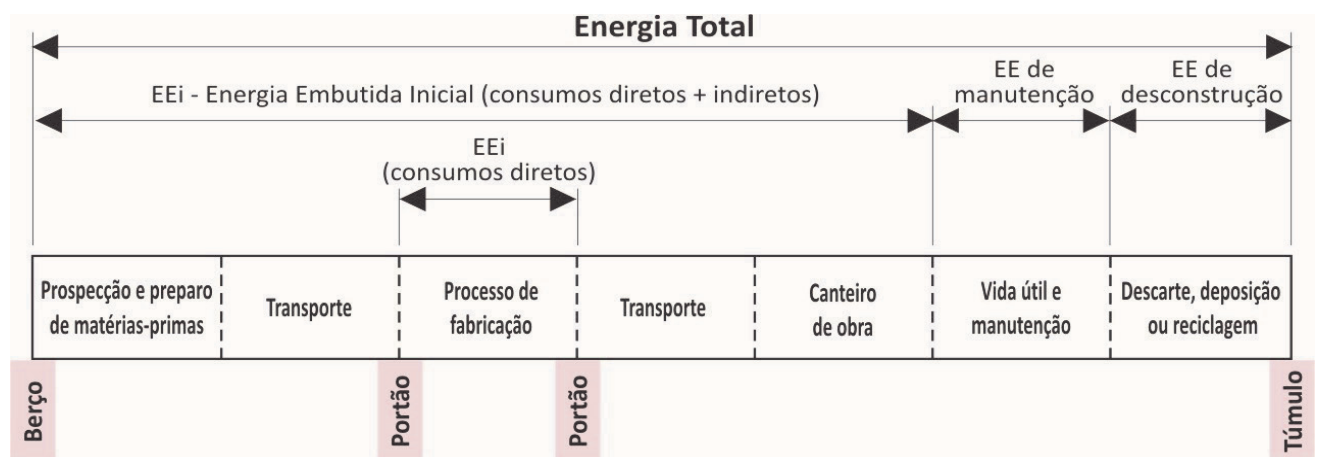 Energia Total
EEi - Energia Embutida Inicial (consumos diretos + indiretos)
EE de
manutenção
EE de
desconstrução
EEi
(consumos diretos)
Prospecção e preparo
de matérias-primas
Transporte
Processo de
fabricação
Transporte
Canteiro
de obra
Vida útil e
manutenção
Descarte, deposição
ou reciclagem
Berço
Portão
Portão
Túmulo